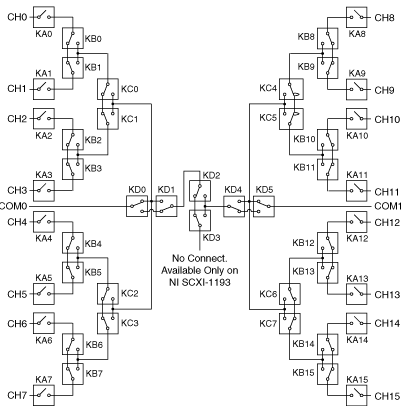 CH0 KA0 KB0 KB8 KA8 CH8
KA1 KB1 KB9 KA9
CH1 KC0 KC4 CH9
CH2 KC1 KC5 CH10
KA2 KB2 KB10 KA10
KA3 KB3 KB11 KA11
CH3 KD2 CH11
KD0 KD1 KD4 KD5
COM0 COM1
CH4 KD3 CH12
KA4 KB4 KB12 KA12
No Connect.
Available Only on
NI SCXI-1193
KA5 KB5 KB13 KA13
CH5 KC2 KC6 CH13
CH6 KC3 KC7 CH14
KA6 KB6 KB14 KA14
KA7 KB7 KB15 KA15
CH7 CH15